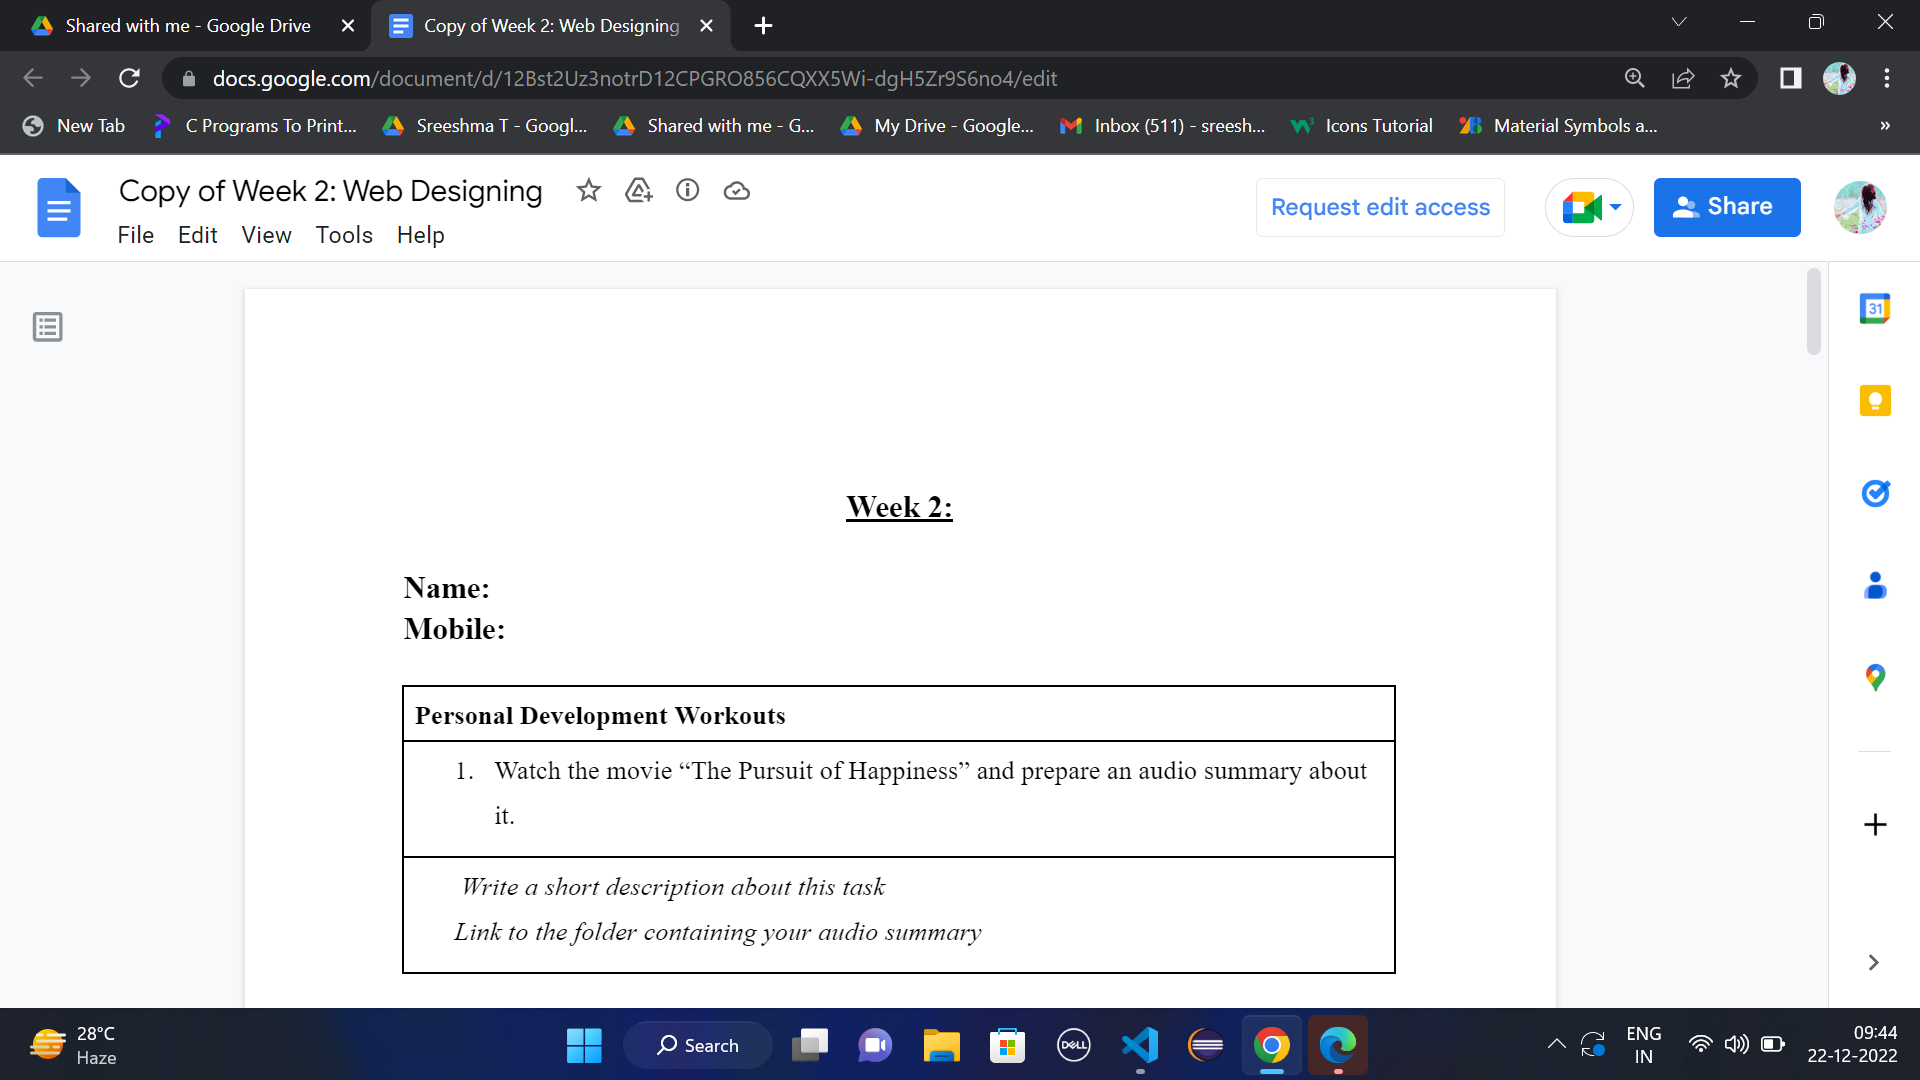 Shared with me - Google Drive
Copy of Week 2: Web Designing
docs.google.com/document/d/12Bst2Uz3notrD12CPGRO856CQXX5Wi-dgH5Zr9S6no4/edit
New Tab
C Programs To Print...
Sreeshma T - Googl...
Shared with me - G...
My Drive - Google...
Inbox (511) - sreesh...
Icons Tutorial
Material Symbols a...
»
Copy of Week 2: Web Designing
File Edit View Tools Help
Request edit access
Share
31
Week 2:
Name:
Mobile:
Personal Development Workouts
1. Watch the movie “The Pursuit of Happiness” and prepare an audio summary about
it.
Write a short description about this task
Link to the folder containing your audio summary
28°C
Haze
Search
DELL
ENG
IN
09:44
22-12-2022